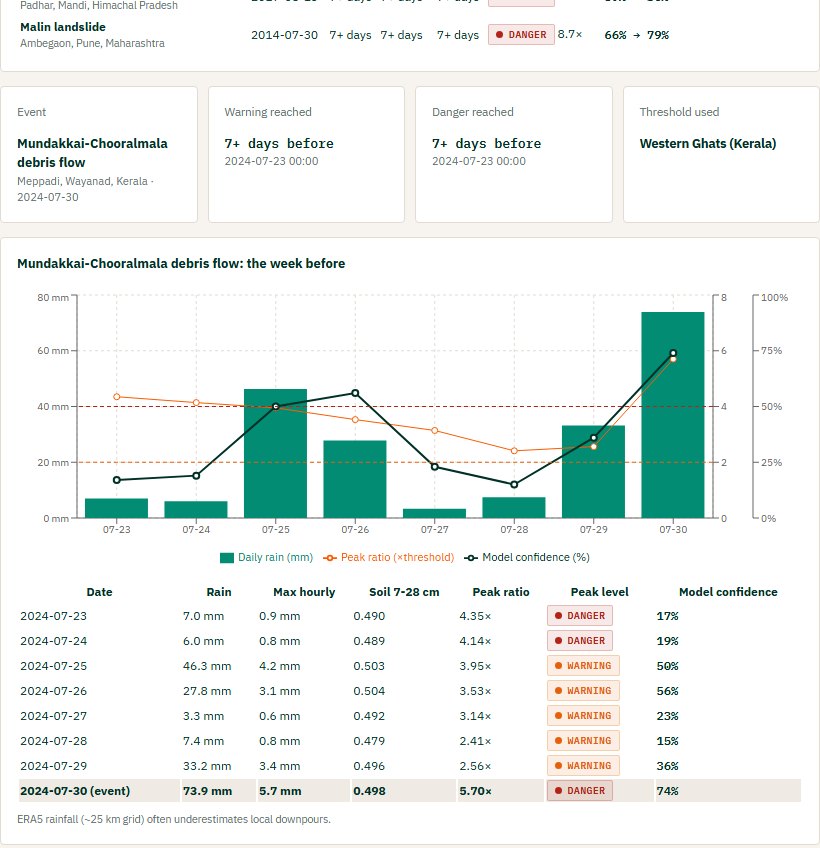 Padhar, Mandi, Himachal Pradesh
Malin landslide
Ambegaon, Pune, Maharashtra
2014-07-30 7+ days 7+ days 7+ days DANGER 8.7× 66% → 79%
Event
Mundakkai-Chooralmala
debris flow
Meppadi, Wayanad, Kerala ·
2024-07-30
Warning reached
7+ days before
2024-07-23 00:00
Danger reached
7+ days before
2024-07-23 00:00
Threshold used
Western Ghats (Kerala)
Mundakkai-Chooralmala debris flow: the week before
80 mm 8 100%
60 mm 6 75%
40 mm 4 50%
20 mm 2 25%
0 mm 0 0%
07-23 07-24 07-25 07-26 07-27 07-28 07-29 07-30
Daily rain (mm) Peak ratio (×threshold) Model confidence (%)
Date Rain Max hourly Soil 7-28 cm Peak ratio Peak level Model confidence
2024-07-23 7.0 mm 0.9 mm 0.490 4.35× DANGER 17%
2024-07-24 6.0 mm 0.8 mm 0.489 4.14× DANGER 19%
2024-07-25 46.3 mm 4.2 mm 0.503 3.95× WARNING 50%
2024-07-26 27.8 mm 3.1 mm 0.504 3.53× WARNING 56%
2024-07-27 3.3 mm 0.6 mm 0.492 3.14× WARNING 23%
2024-07-28 7.4 mm 0.8 mm 0.479 2.41× WARNING 15%
2024-07-29 33.2 mm 3.4 mm 0.496 2.56× WARNING 36%
2024-07-30 (event) 73.9 mm 5.7 mm 0.498 5.70× DANGER 74%
ERA5 rainfall (~25 km grid) often underestimates local downpours.